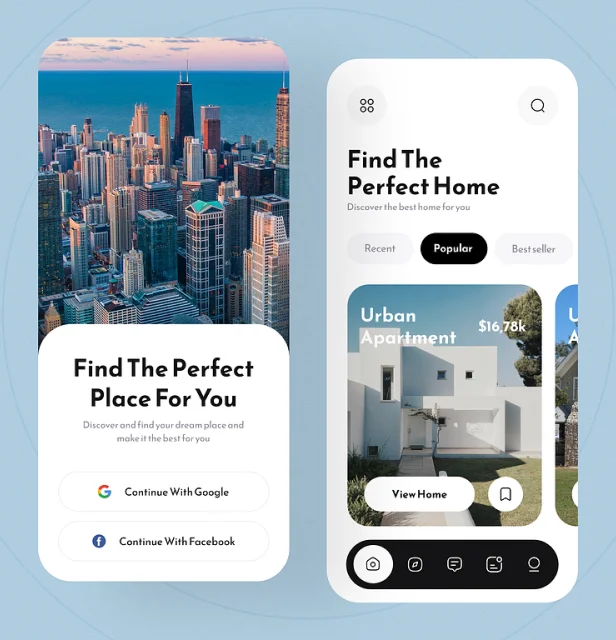 Find The Perfect
Place For You
Discover and find your dream place and
make it the best for you
Continue With Google
Continue With Facebook
Find The
Perfect Home
Discover the best home for you
Recent
Popular
Best seller
Urban
Apartment
$16,78k
View Home
U
A